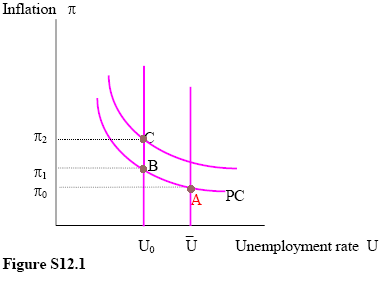 Inflation π
π₂
C
B
π₁
π₀
A
PC
U₀ U̅ Unemployment rate U
Figure S12.1